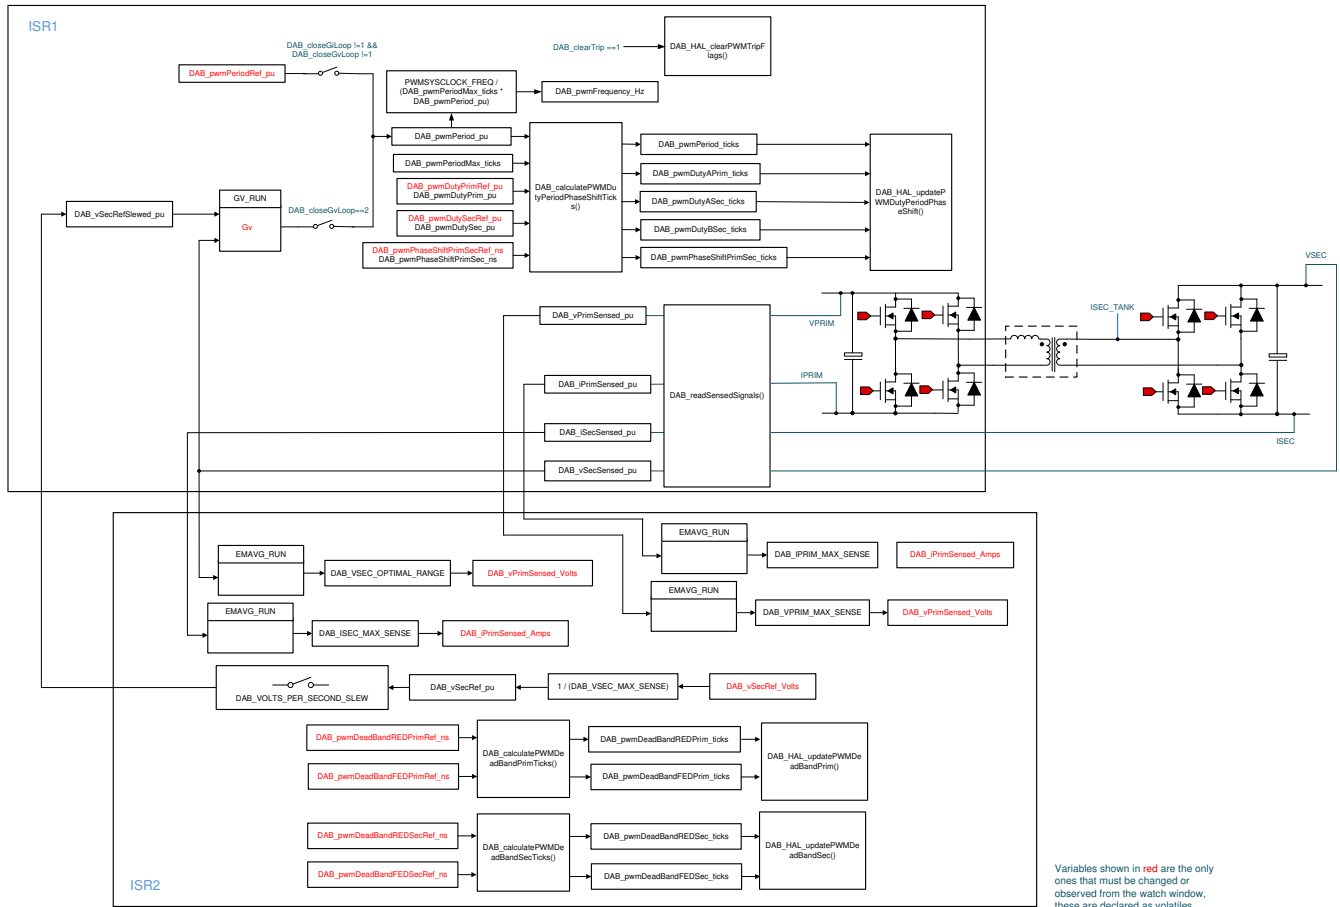 ISR1
DAB_closeGiLoop !=1 &&
DAB_closeGvLoop !=1
DAB_pwmPeriodRef_pu
DAB_clearTrip ==1
DAB_HAL_clearPWMTripF
lags()
PWMSYSCLOCK_FREQ /
(DAB_pwmPeriodMax_ticks *
DAB_pwmPeriod_pu)
DAB_pwmFrequency_Hz
DAB_pwmPeriod_pu
DAB_pwmPeriodMax_ticks
DAB_pwmDutyPrimRef_pu
DAB_pwmDutyPrim_pu
DAB_pwmDutySecRef_pu
DAB_pwmDutySec_pu
DAB_pwmPhaseShiftPrimSecRef_ns
DAB_pwmPhaseShiftPrimSec_ns
DAB_calculatePWMDu
tyPeriodPhaseShiftTick
s()
DAB_pwmPeriod_ticks
DAB_pwmDutyAPrim_ticks
DAB_pwmDutyASec_ticks
DAB_pwmDutyBSec_ticks
DAB_pwmPhaseShiftPrimSec_ticks
DAB_HAL_updateP
WMDutyPeriodPhas
eShift()
DAB_vSecRefSlewed_pu
GV_RUN
Gv
DAB_closeGvLoop==2
DAB_vPrimSensed_pu
DAB_iPrimSensed_pu
DAB_iSecSensed_pu
DAB_vSecSensed_pu
DAB_readSensedSignals()
VPRIM
IPRIM
ISEC_TANK
VSEC
ISEC
EMAVG_RUN
DAB_VSEC_OPTIMAL_RANGE
DAB_vPrimSensed_Volts
EMAVG_RUN
DAB_ISEC_MAX_SENSE
DAB_iPrimSensed_Amps
EMAVG_RUN
DAB_IPRIM_MAX_SENSE
DAB_iPrimSensed_Amps
EMAVG_RUN
DAB_VPRIM_MAX_SENSE
DAB_vPrimSensed_Volts
DAB_VOLTS_PER_SECOND_SLEW
DAB_vSecRef_pu
1 / (DAB_VSEC_MAX_SENSE)
DAB_vSecRef_Volts
DAB_pwmDeadBandREDPrimRef_ns
DAB_pwmDeadBandFEDPrimRef_ns
DAB_calculatePWMDe
adBandPrimTicks()
DAB_pwmDeadBandREDPrim_ticks
DAB_pwmDeadBandFEDPrim_ticks
DAB_HAL_updatePWMDe
adBandPrim()
DAB_pwmDeadBandREDSecRef_ns
DAB_pwmDeadBandFEDSecRef_ns
DAB_calculatePWMDe
adBandSecTicks()
DAB_pwmDeadBandREDSec_ticks
DAB_pwmDeadBandFEDSec_ticks
DAB_HAL_updatePWMDe
adBandSec()
ISR2
Variables shown in red are the only
ones that must be changed or
observed from the watch window,
these are declared as volatiles